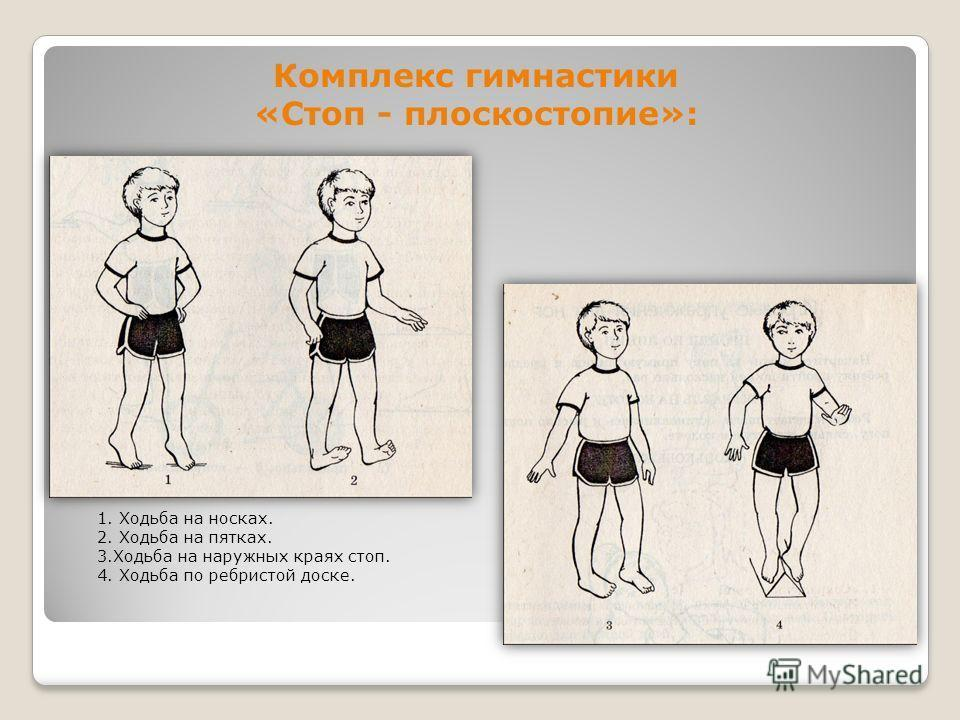 Комплекс гимнастики
«Стоп - плоскостопие»:
1
2
3
4
1. Ходьба на носках.
2. Ходьба на пятках.
3.Ходьба на наружных краях стоп.
4. Ходьба по ребристой доске.
MyShared